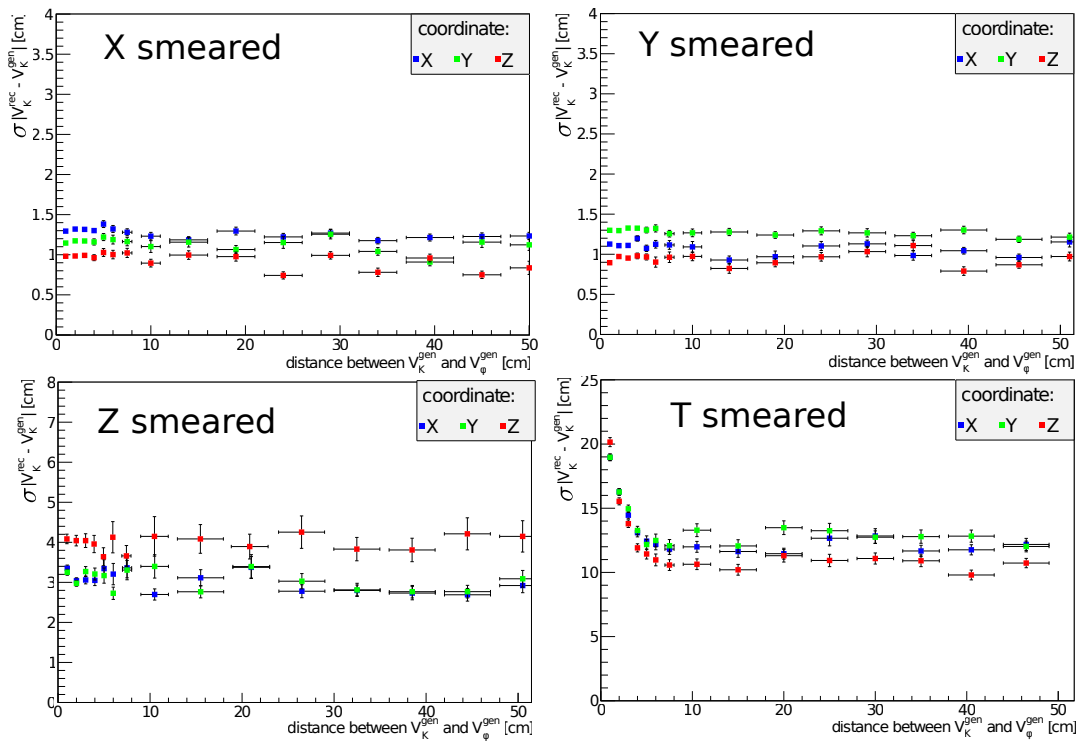 X smeared
coordinate:
X Y Z
σ|V_K^rec - V_K^gen| [cm]
4
3.5
3
2.5
2
1.5
1
0.5
0
0 10 20 30 40 50
distance between V_K^gen and V_φ^gen [cm]
Y smeared
coordinate:
X Y Z
σ|V_K^rec - V_K^gen| [cm]
4
3.5
3
2.5
2
1.5
1
0.5
0
0 10 20 30 40 50
distance between V_K^gen and V_φ^gen [cm]
Z smeared
coordinate:
X Y Z
σ|V_K^rec - V_K^gen| [cm]
8
7
6
5
4
3
2
1
0
0 10 20 30 40 50
distance between V_K^gen and V_φ^gen [cm]
T smeared
coordinate:
X Y Z
σ|V_K^rec - V_K^gen| [cm]
25
20
15
10
5
0
0 10 20 30 40 50
distance between V_K^gen and V_φ^gen [cm]